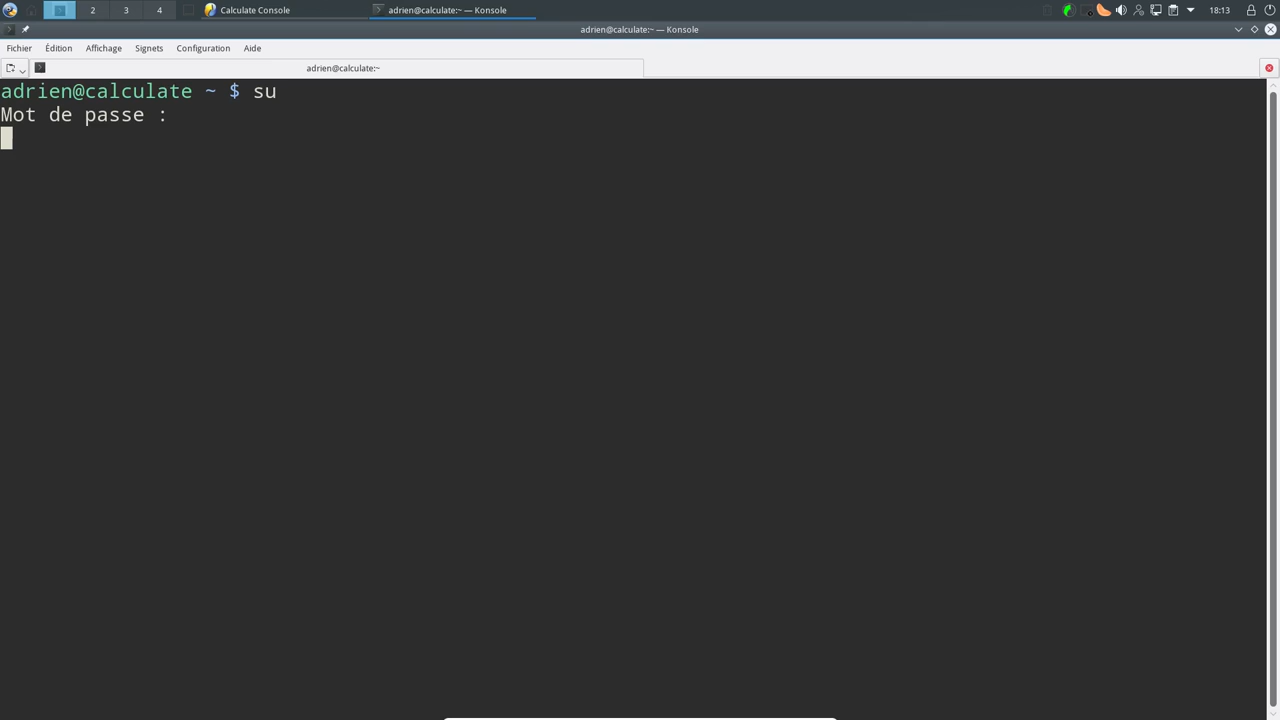 2 3 4 Calculate Console adrien@calculate:~ — Konsole 18:13
adrien@calculate:~ — Konsole
Fichier Édition Affichage Signets Configuration Aide
adrien@calculate:~
adrien@calculate ~ $ su
Mot de passe :